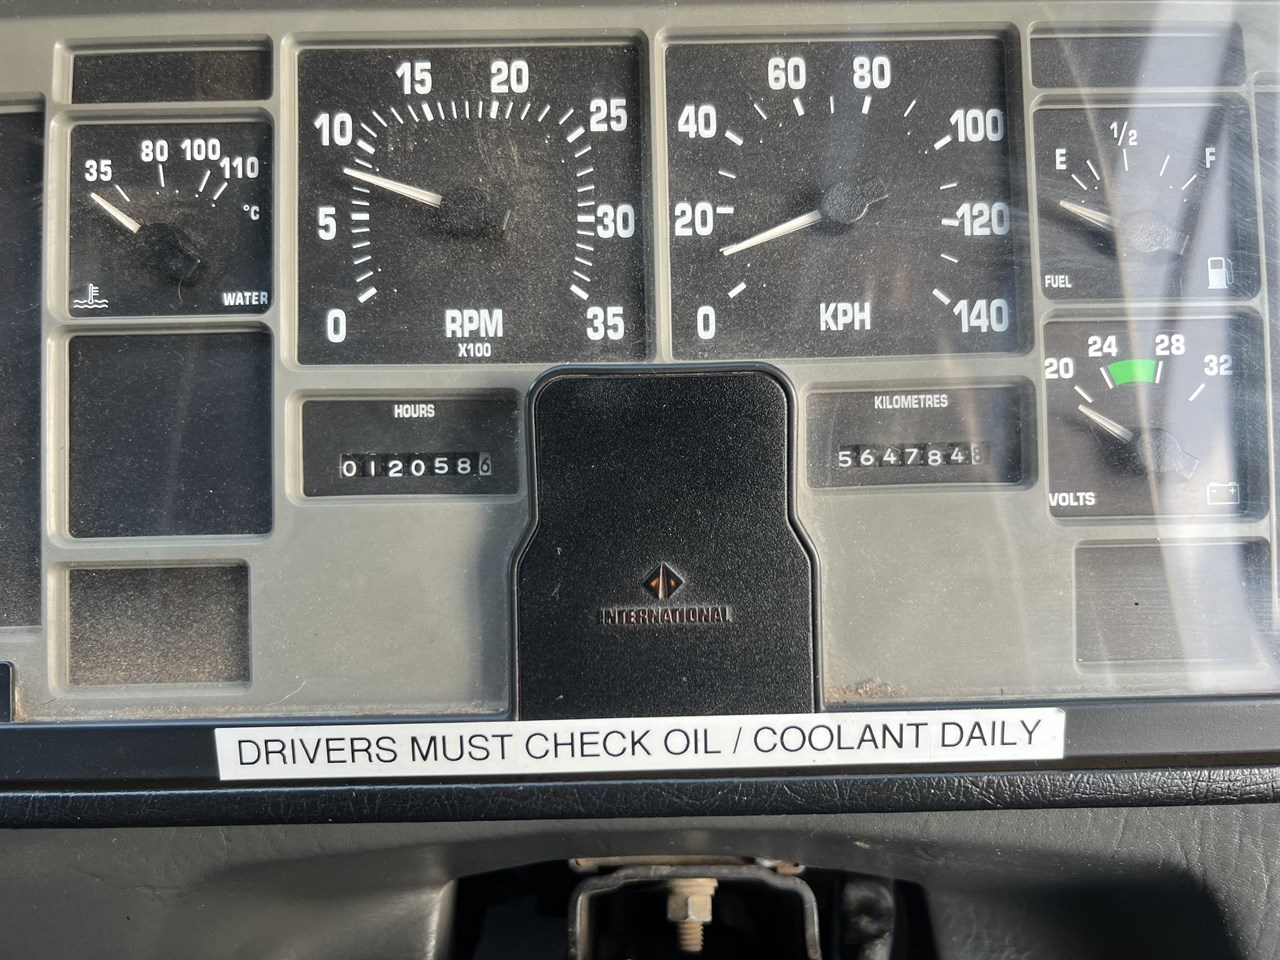 35 80 100 110
°C
WATER
0 5 10 15 20 25 30 35
RPM
X100
0 20 40 60 80 100 120 140
KPH
E 1/2 F
FUEL
20 24 28 32
VOLTS
HOURS
0120586
KILOMETRES
5647848
INTERNATIONAL
DRIVERS MUST CHECK OIL / COOLANT DAILY